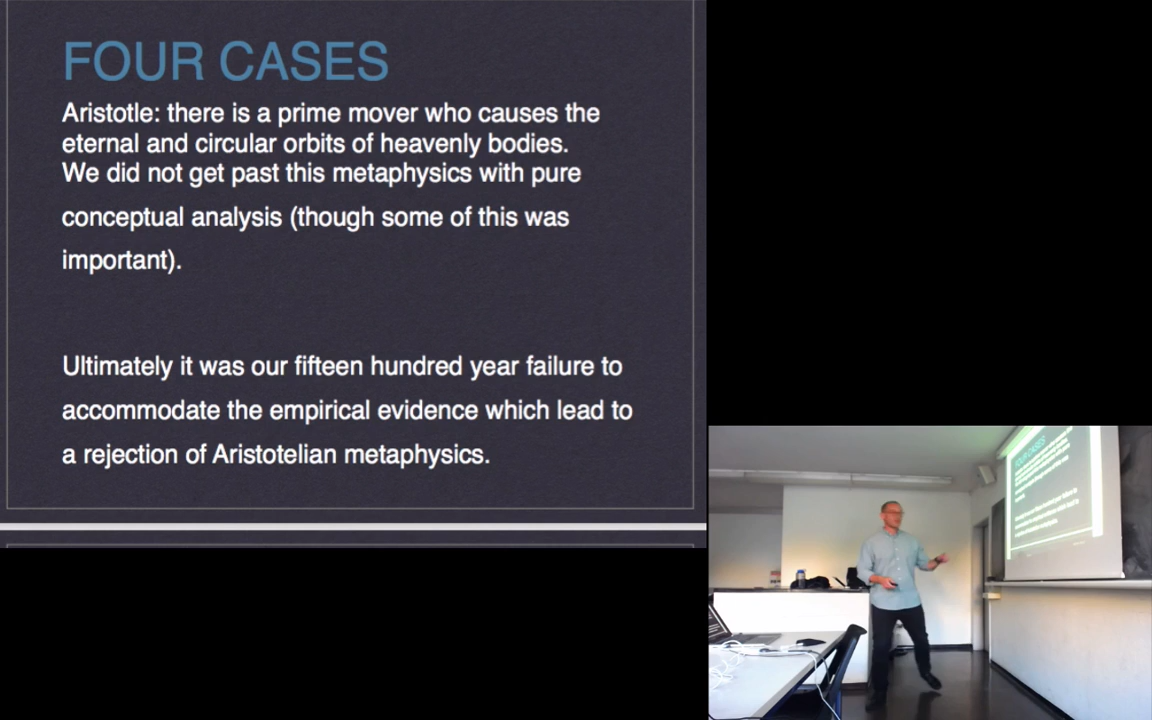 FOUR CASES
Aristotle: there is a prime mover who causes the
eternal and circular orbits of heavenly bodies.
We did not get past this metaphysics with pure
conceptual analysis (though some of this was
important).
Ultimately it was our fifteen hundred year failure to
accommodate the empirical evidence which lead to
a rejection of Aristotelian metaphysics.
FOUR CASES